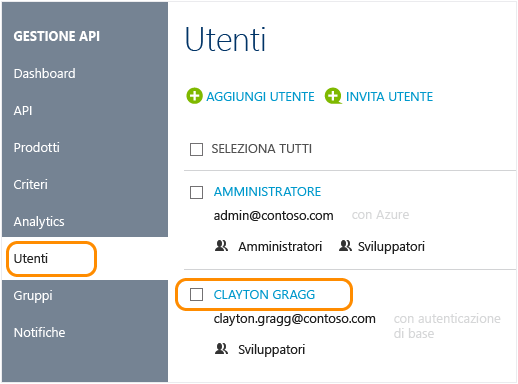 GESTIONE API
Dashboard
API
Prodotti
Criteri
Analytics
Utenti
Gruppi
Notifiche
Utenti
AGGIUNGI UTENTE INVITA UTENTE
SELEZIONA TUTTI
AMMINISTRATORE
admin@contoso.com con Azure
Amministratori Sviluppatori
CLAYTON GRAGG
clayton.gragg@contoso.com con autenticazione
di base
Sviluppatori